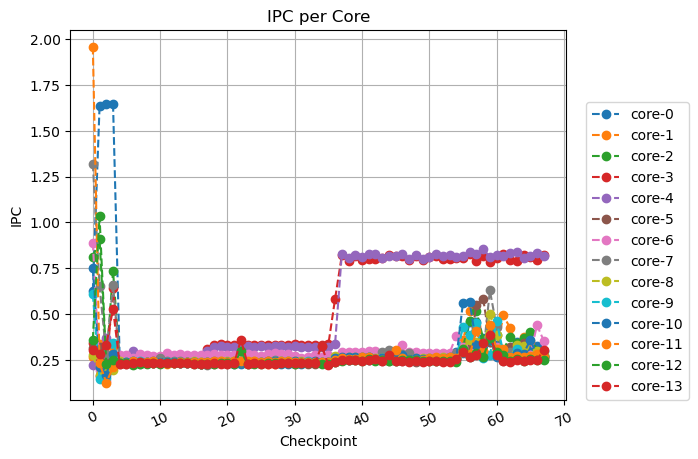 IPC per Core
2.00
1.75
1.50
1.25
1.00
0.75
0.50
0.25
IPC
0
10
20
30
40
50
60
70
Checkpoint
core-0
core-1
core-2
core-3
core-4
core-5
core-6
core-7
core-8
core-9
core-10
core-11
core-12
core-13